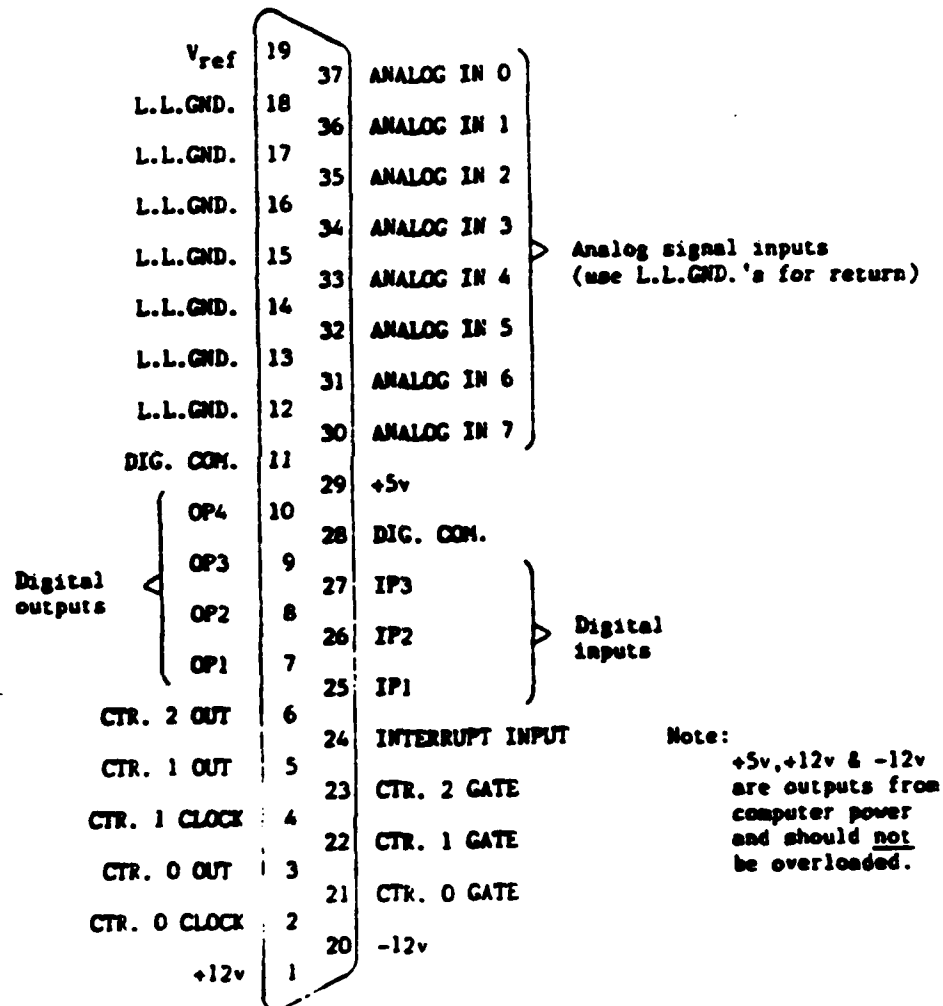 Vref 19
37 ANALOG IN 0
L.L.GND. 18
36 ANALOG IN 1
L.L.GND. 17
35 ANALOG IN 2
L.L.GND. 16
34 ANALOG IN 3
L.L.GND. 15
33 ANALOG IN 4
L.L.GND. 14
32 ANALOG IN 5
L.L.GND. 13
31 ANALOG IN 6
L.L.GND. 12
30 ANALOG IN 7
Analog signal inputs
(use L.L.GND.'s for return)
DIG. COM. 11
29 +5v
OP4 10
28 DIG. COM.
OP3 9
27 IP3
OP2 8
26 IP2
OP1 7
25 IP1
Digital
outputs
Digital
inputs
CTR. 2 OUT 6
24 INTERRUPT INPUT
CTR. 1 OUT 5
23 CTR. 2 GATE
CTR. 1 CLOCK 4
22 CTR. 1 GATE
CTR. 0 OUT 3
21 CTR. 0 GATE
CTR. 0 CLOCK 2
20 -12v
+12v 1
Note:
+5v,+12v & -12v
are outputs from
computer power
and should not
be overloaded.